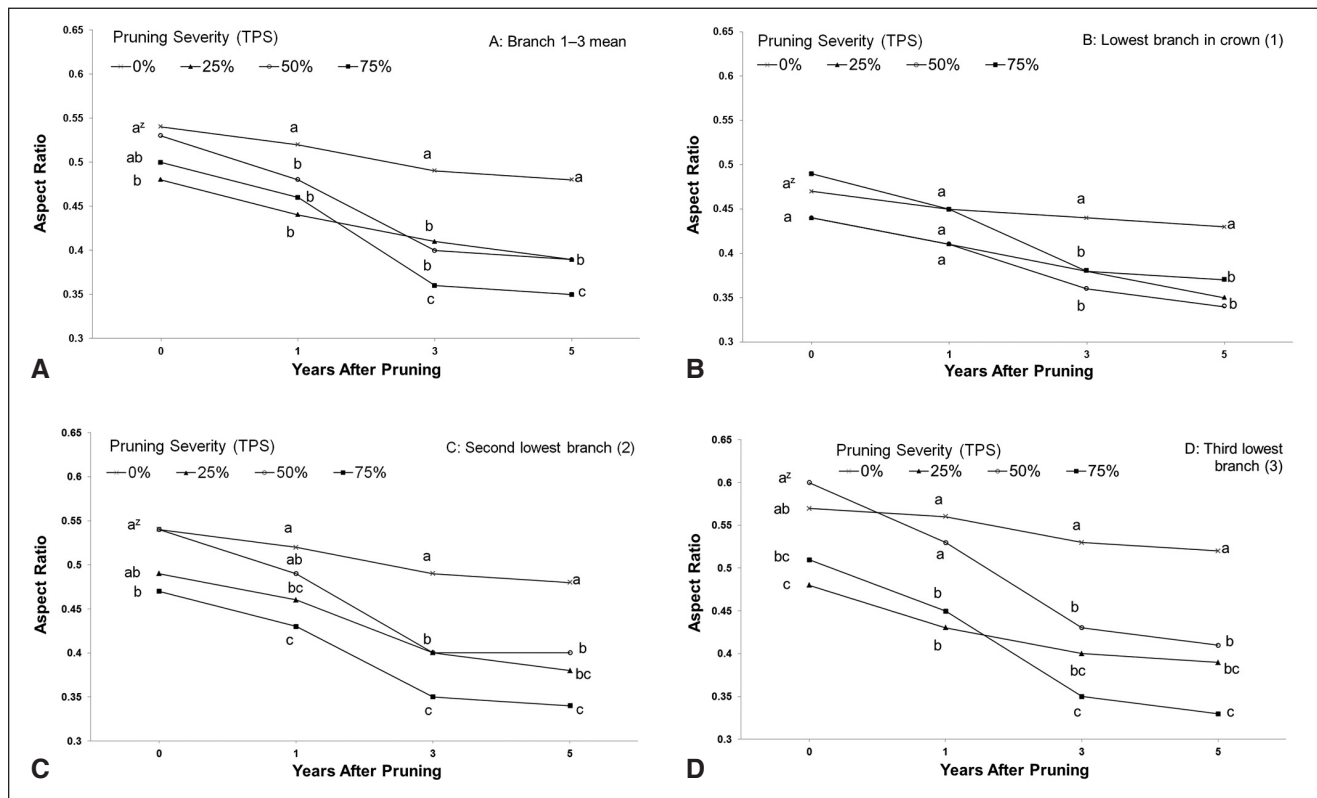 Pruning Severity (TPS)
A: Branch 1–3 mean
0% 25% 50% 75%
0.65
0.6
0.55
0.5
0.45
0.4
0.35
0.3
Aspect Ratio
aᶻ
ab
b
a
b
b
b
a
b
b
c
a
b
c
0 1 3 5
A
Years After Pruning
Pruning Severity (TPS)
B: Lowest branch in crown (1)
0% 25% 50% 75%
0.65
0.6
0.55
0.5
0.45
0.4
0.35
0.3
Aspect Ratio
aᶻ
a
a
a
a
a
b
b
a
b
b
0 1 3 5
B
Years After Pruning
Pruning Severity (TPS)
C: Second lowest branch (2)
0% 25% 50% 75%
0.65
0.6
0.55
0.5
0.45
0.4
0.35
0.3
Aspect Ratio
aᶻ
ab
b
a
ab
bc
c
a
b
c
a
b
bc
c
0 1 3 5
C
Years After Pruning
Pruning Severity (TPS)
D: Third lowest
branch (3)
0% 25% 50% 75%
0.65
0.6
0.55
0.5
0.45
0.4
0.35
0.3
Aspect Ratio
aᶻ
ab
bc
c
a
a
b
b
a
b
bc
c
a
b
bc
c
0 1 3 5
D
Years After Pruning